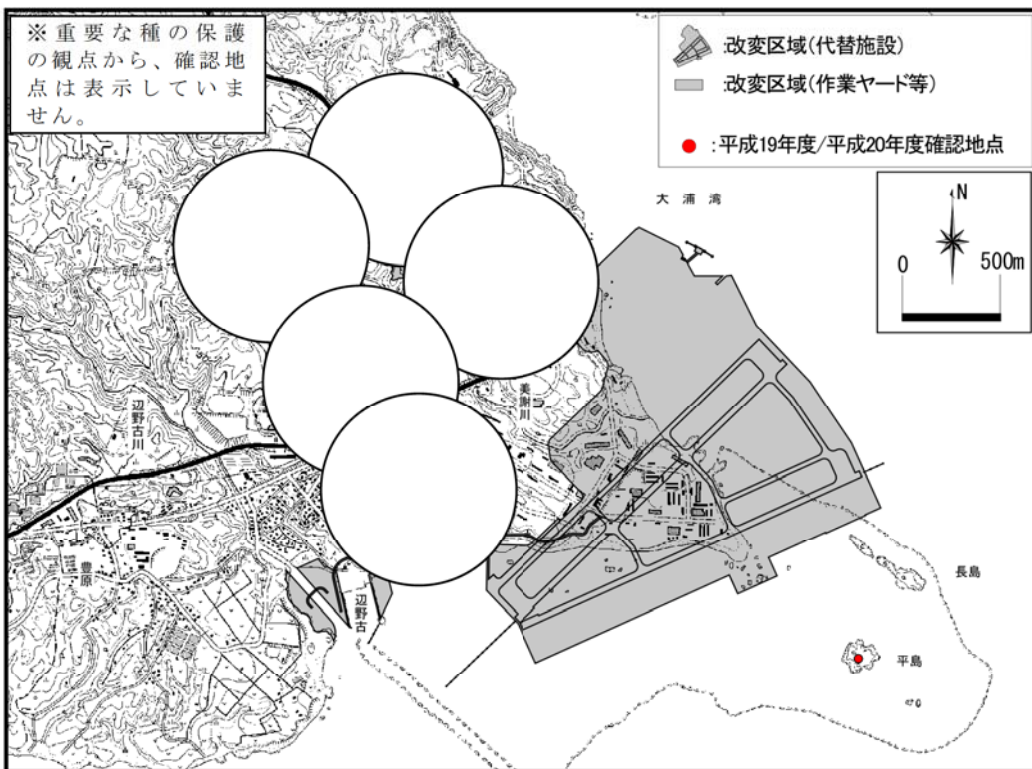 ※重要な種の保護
の観点から、確認地
点は表示していま
せん。
:改変区域(代替施設)
:改変区域(作業ヤード等)
:平成19年度/平成20年度確認地点
大浦湾
N
0 500m
美謝川
辺野古川
豊原
辺野古
長島
平島